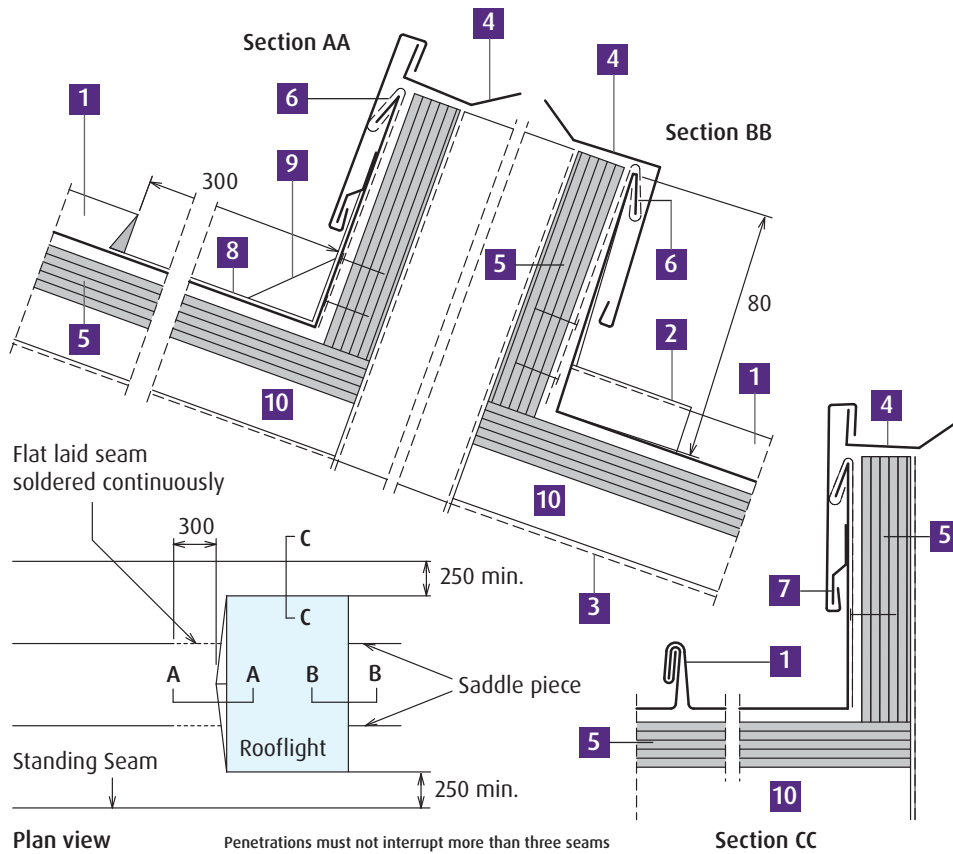 4
Section AA
4
1
6
Section BB
9
300
5
6
8
80
2
5
1
10
4
Flat laid seam
soldered continuously
10
5
300
C
250 min.
3
7
C
A
A
B
B
1
Saddle piece
5
Rooflight
Standing Seam
250 min.
10
Plan view
Penetrations must not interrupt more than three seams
Section CC